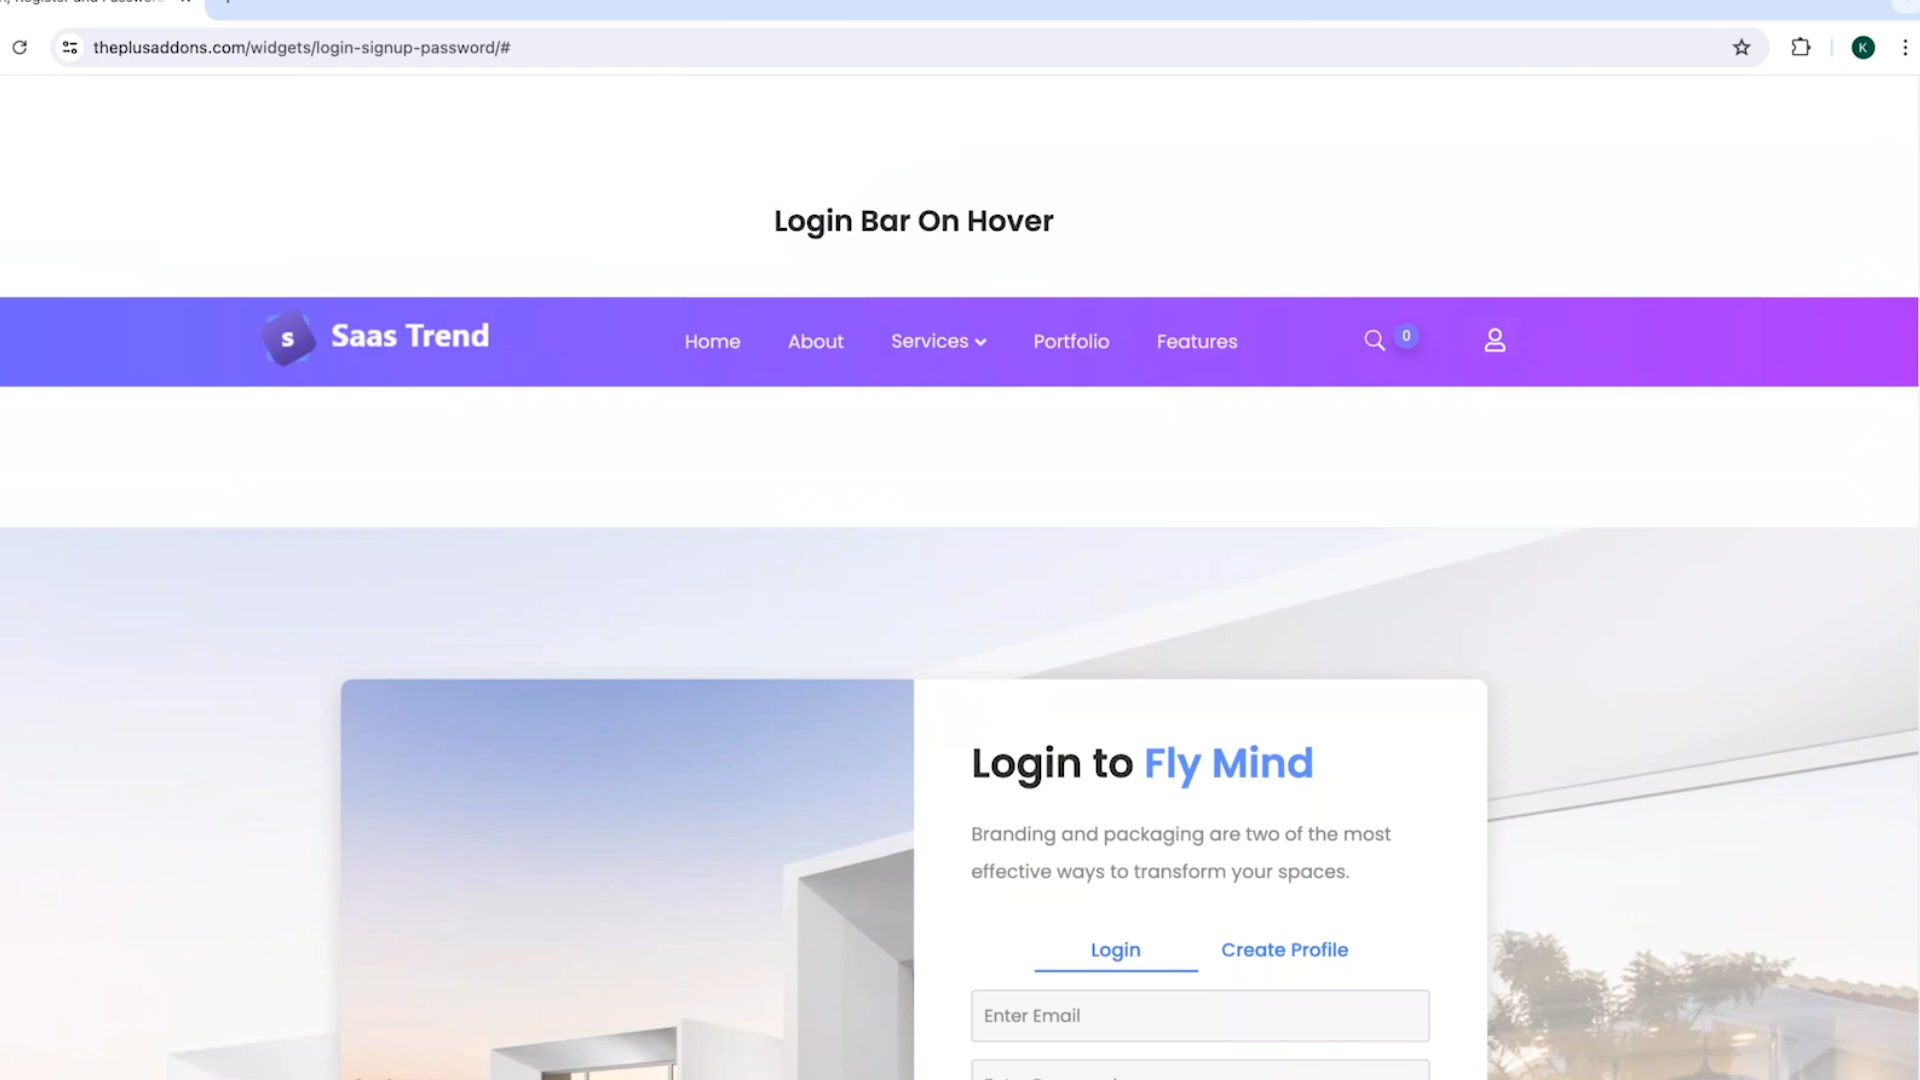 theplusaddons.com/widgets/login-signup-password/#
K
Login Bar On Hover
s Saas Trend
Home About Services Portfolio Features 0
Login to Fly Mind
Branding and packaging are two of the most
effective ways to transform your spaces.
Login Create Profile
Enter Email